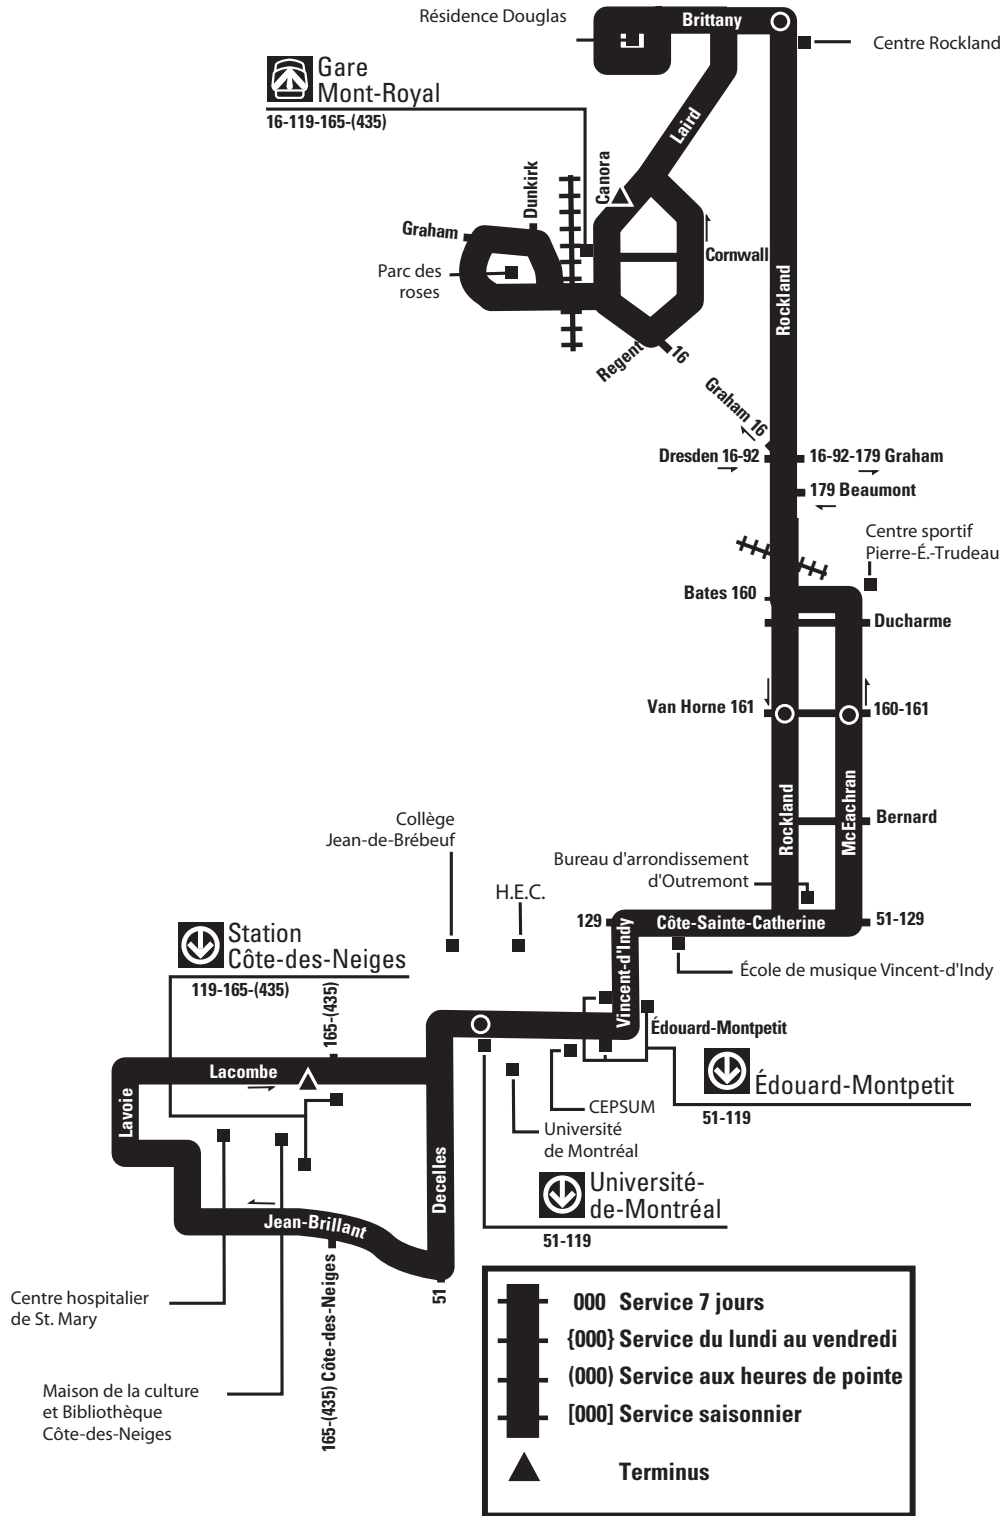 Résidence Douglas
Brittany
Centre Rockland
Gare
Mont-Royal
16-119-165-(435)
Laird
Canora
Dunkirk
Graham
Cornwall
Parc des
roses
Rockland
Regent
16
Graham 16
Dresden 16-92
16-92-179 Graham
179 Beaumont
Centre sportif
Pierre-É.-Trudeau
Bates 160
Ducharme
Van Horne 161
160-161
Rockland
McEachran
Bernard
Collège
Jean-de-Brébeuf
Bureau d'arrondissement
d'Outremont
H.E.C.
129
Côte-Sainte-Catherine
51-129
Station
Côte-des-Neiges
119-165-(435)
165-(435)
Vincent-d'Indy
École de musique Vincent-d'Indy
Édouard-Montpetit
Édouard-Montpetit
51-119
Lacombe
Lavoie
CEPSUM
Université
de Montréal
Decelles
Université-
de-Montréal
51-119
Jean-Brillant
165-(435) Côte-des-Neiges
51
Centre hospitalier
de St. Mary
Maison de la culture
et Bibliothèque
Côte-des-Neiges
000 Service 7 jours
{000} Service du lundi au vendredi
(000) Service aux heures de pointe
[000] Service saisonnier
Terminus